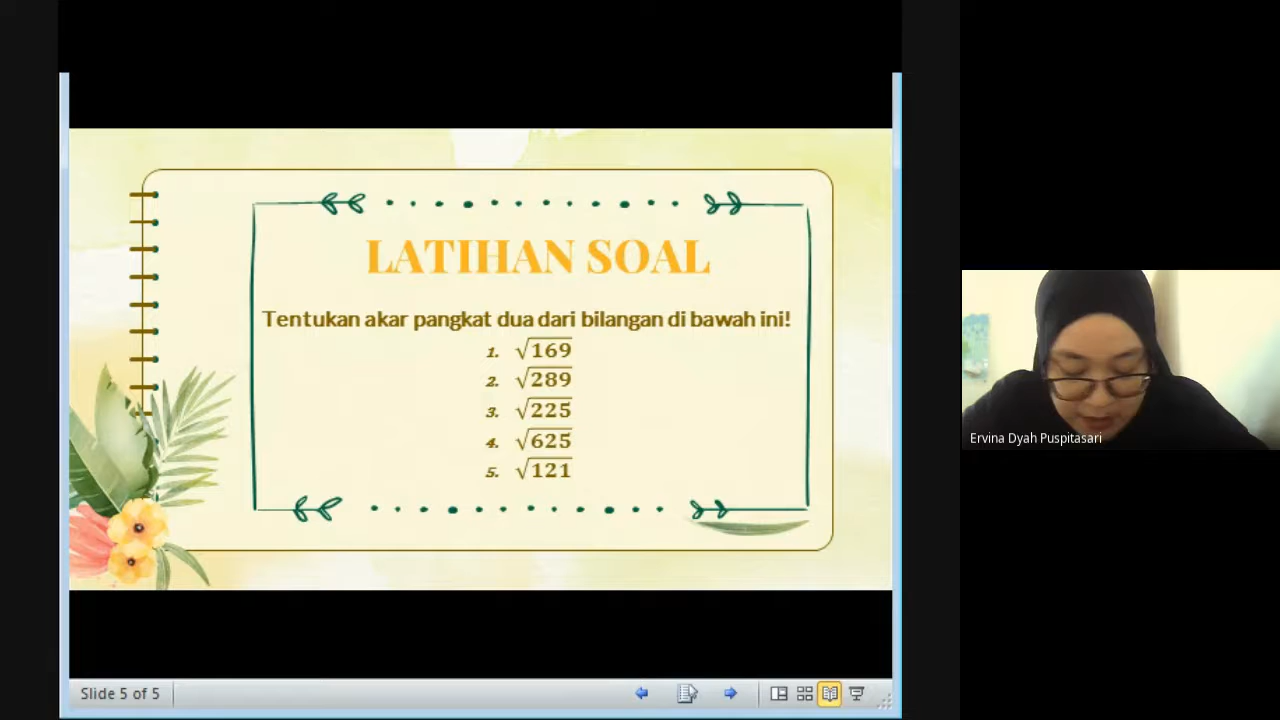 LATIHAN SOAL
Tentukan akar pangkat dua dari bilangan di bawah ini!
1. √169
2. √289
3. √225
4. √625
5. √121
Ervina Dyah Puspitasari
Slide 5 of 5